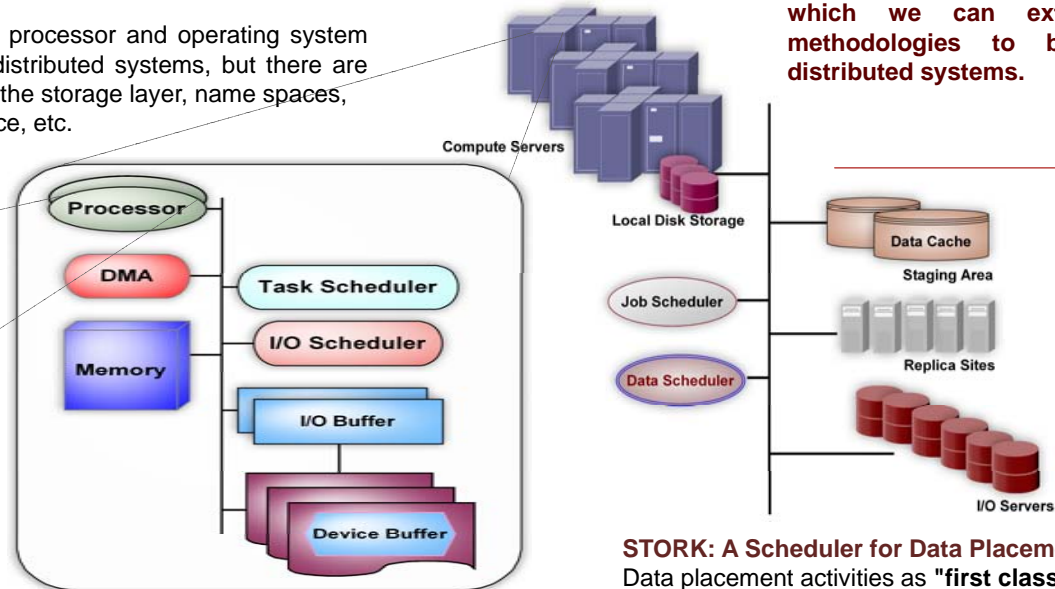 processor and operating system
distributed systems, but there are
the storage layer, name spaces,
ce, etc.
which we can ext
methodologies to b
distributed systems.
Compute Servers
Local Disk Storage
Data Cache
Staging Area
Job Scheduler
Replica Sites
Data Scheduler
I/O Servers
Processor
DMA
Task Scheduler
I/O Scheduler
Memory
I/O Buffer
Device Buffer
STORK: A Scheduler for Data Placem
Data placement activities as "first class